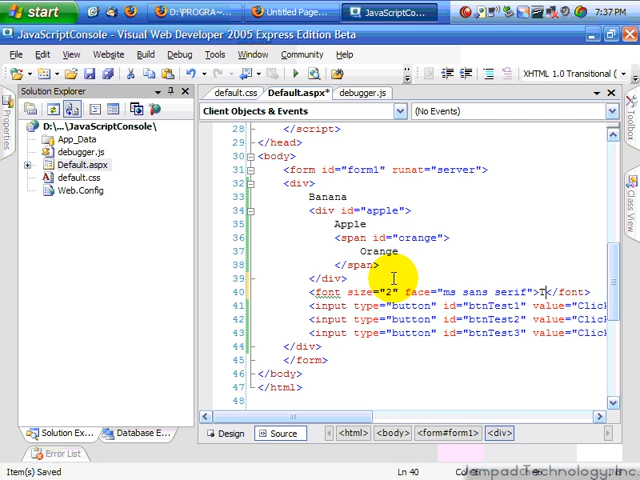 start
D:\PROGRA~...
Untitled Page...
JavaScriptCo...
7:37 PM
JavaScriptConsole - Visual Web Developer 2005 Express Edition Beta
File Edit View Website Build Debug Tools Window Community Help
XHTML 1.0 Transitional (
Solution Explorer
default.css Default.aspx* debugger.js
Client Objects & Events (No Events)
Properties
Toolbox
D:\...\JavaScriptConsole\
App_Data
debugger.js
Default.aspx
default.css
Web.Config
28 </script>
29 </head>
30 <body>
31 <form id="form1" runat="server">
32 <div>
33 Banana
34 <div id="apple">
35 Apple
36 <span id="orange">
37 Orange
38 </span>
39 </div>
40 <font size="2" face="ms sans serif">T</font>
41 <input type="button" id="btnTest1" value="Click
42 <input type="button" id="btnTest2" value="Click
43 <input type="button" id="btnTest3" value="Click
44 </div>
45 </form>
46 </body>
47 </html>
48
Solution Ex... Database E...
Design Source <html> <body> <form#form1> <div>
Error List
Item(s) Saved Ln 40
JampadTechnology,Inc.